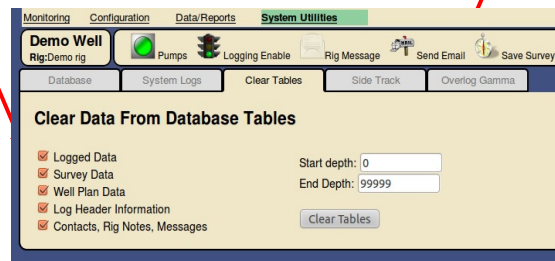 Monitoring Configuration Data/Reports System Utilities
Demo Well
Rig:Demo rig Pumps Logging Enable Rig Message Send Email Save Survey
Database System Logs Clear Tables Side Track Overlog Gamma
Clear Data From Database Tables
Logged Data Start depth: 0
Survey Data
Well Plan Data End Depth: 99999
Log Header Information
Contacts, Rig Notes, Messages Clear Tables